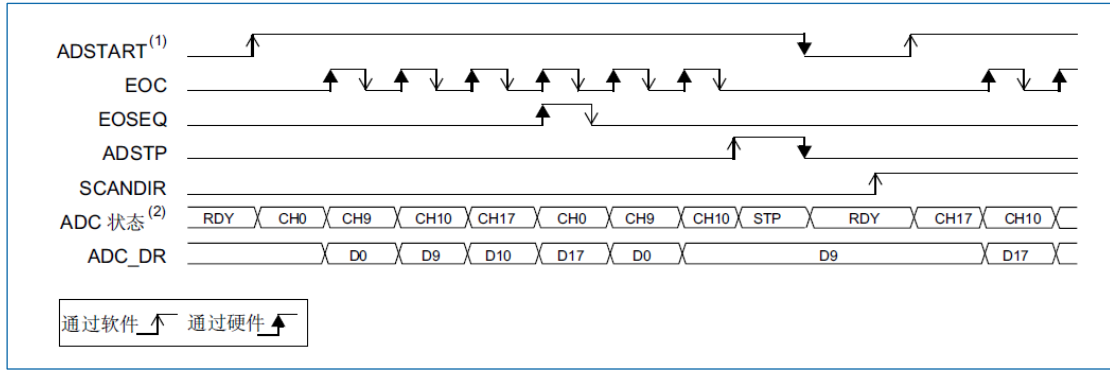 ADSTART(1)
EOC
EOSEQ
ADSTP
SCANDIR
ADC 状态(2) RDY CH0 CH9 CH10 CH17 CH0 CH9 CH10 STP RDY CH17 CH10
ADC_DR D0 D9 D10 D17 D0 D9 D17
通过软件 通过硬件